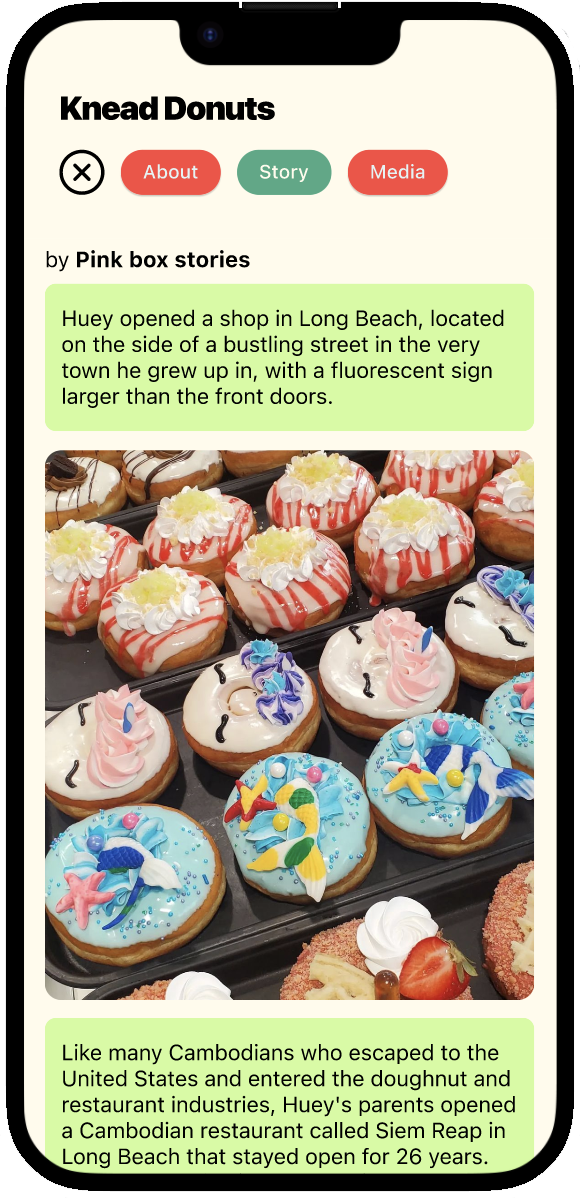 Knead Donuts
About Story Media
by Pink box stories
Huey opened a shop in Long Beach, located
on the side of a bustling street in the very
town he grew up in, with a fluorescent sign
larger than the front doors.
Like many Cambodians who escaped to the
United States and entered the doughnut and
restaurant industries, Huey's parents opened
a Cambodian restaurant called Siem Reap in
Long Beach that stayed open for 26 years.